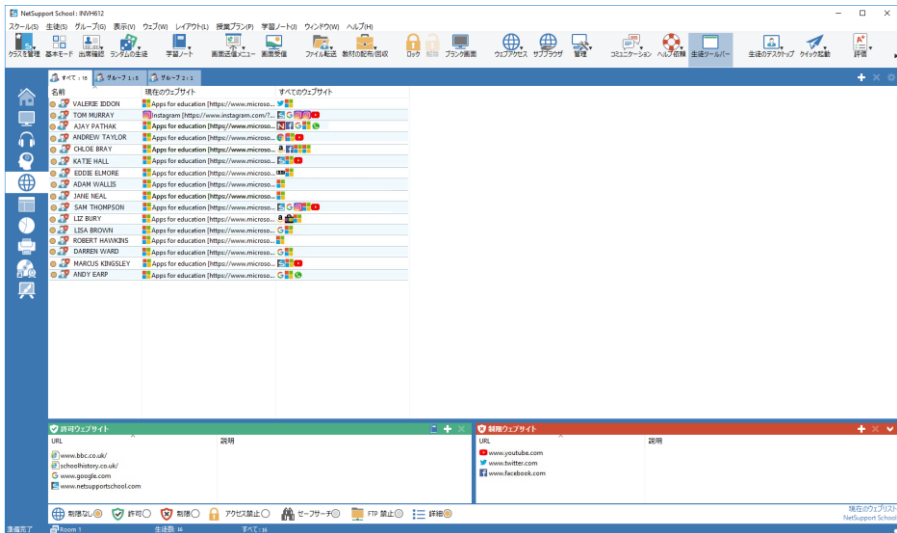 NetSupport School : INVH612
スクール(S) 生徒(S) グループ(G) 表示(V) ウェブ(W) レイアウト(L) 授業プラン(P) 学習ノート(I) ウィンドウ(W) ヘルプ(H)
クラスを管理 基本モード 出席確認 ランダムの生徒 学習ノート 画面送信メニュー 画面受信 ファイル転送 教材の配布/回収 ロック 解除 ブランク画面 ウェブアクセス サブブラウザ 管理 コミュニケーション ヘルプ依頼 生徒ツールバー 生徒のデスクトップ クイック起動 評価
すべて : 16 グループ 1 : 5 グループ 2 : 1
名前 現在のウェブサイト すべてのウェブサイト
VALERIE IDDON Apps for education [https://www.microso...
TOM MURRAY Instagram [https://www.instagram.com/?...
AJAY PATHAK Apps for education [https://www.microso...
ANDREW TAYLOR Apps for education [https://www.microso...
CHLOE BRAY Apps for education [https://www.microso...
KATIE HALL Apps for education [https://www.microso...
EDDIE ELMORE Apps for education [https://www.microso...
ADAM WALLIS Apps for education [https://www.microso...
JANE NEAL Apps for education [https://www.microso...
SAM THOMPSON Apps for education [https://www.microso...
LIZ BURY Apps for education [https://www.microso...
LISA BROWN Apps for education [https://www.microso...
ROBERT HAWKINS Apps for education [https://www.microso...
DARREN WARD Apps for education [https://www.microso...
MARCUS KINGSLEY Apps for education [https://www.microso...
ANDY EARP Apps for education [https://www.microso...
許可ウェブサイト 制限ウェブサイト
URL 説明 URL 説明
www.bbc.co.uk/ www.youtube.com
schoolhistory.co.uk/ www.twitter.com
www.google.com www.facebook.com
www.netsupportschool.com
制限なし 許可 制限 アクセス禁止 セーフサーチ FTP 禁止 詳細 現在のウェブリスト
NetSupport School
準備完了 Room 1 生徒数: 16 すべて : 16